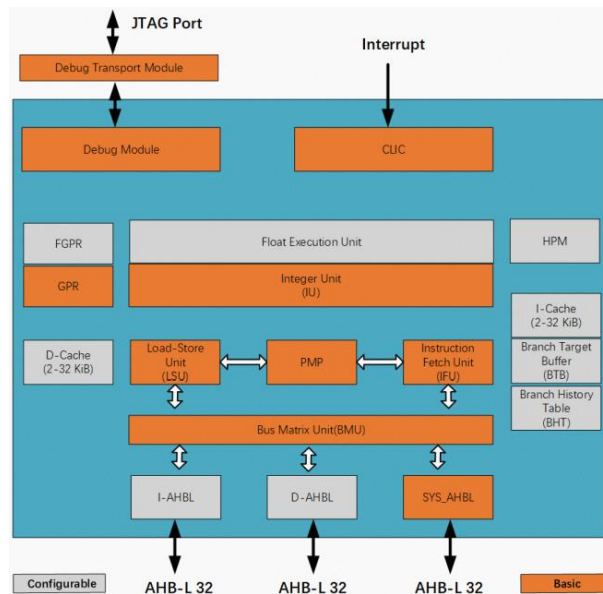 JTAG Port
Interrupt
Debug Transport Module
Debug Module
CLIC
FGPR
Float Execution Unit
HPM
GPR
Integer Unit
(IU)
I-Cache
(2-32 KiB)
D-Cache
(2-32 KiB)
Load-Store
Unit
(LSU)
PMP
Instruction
Fetch Unit
(IFU)
Branch Target
Buffer
(BTB)
Branch History
Table
(BHT)
Bus Matrix Unit(BMU)
I-AHBL
D-AHBL
SYS_AHBL
Configurable
AHB-L 32
AHB-L 32
AHB-L 32
Basic